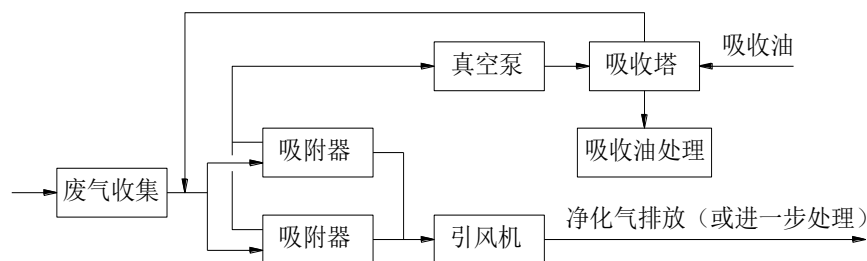 真空泵
吸收塔
吸收油
吸收油处理
吸附器
废气收集
吸附器
引风机
净化气排放（或进一步处理）